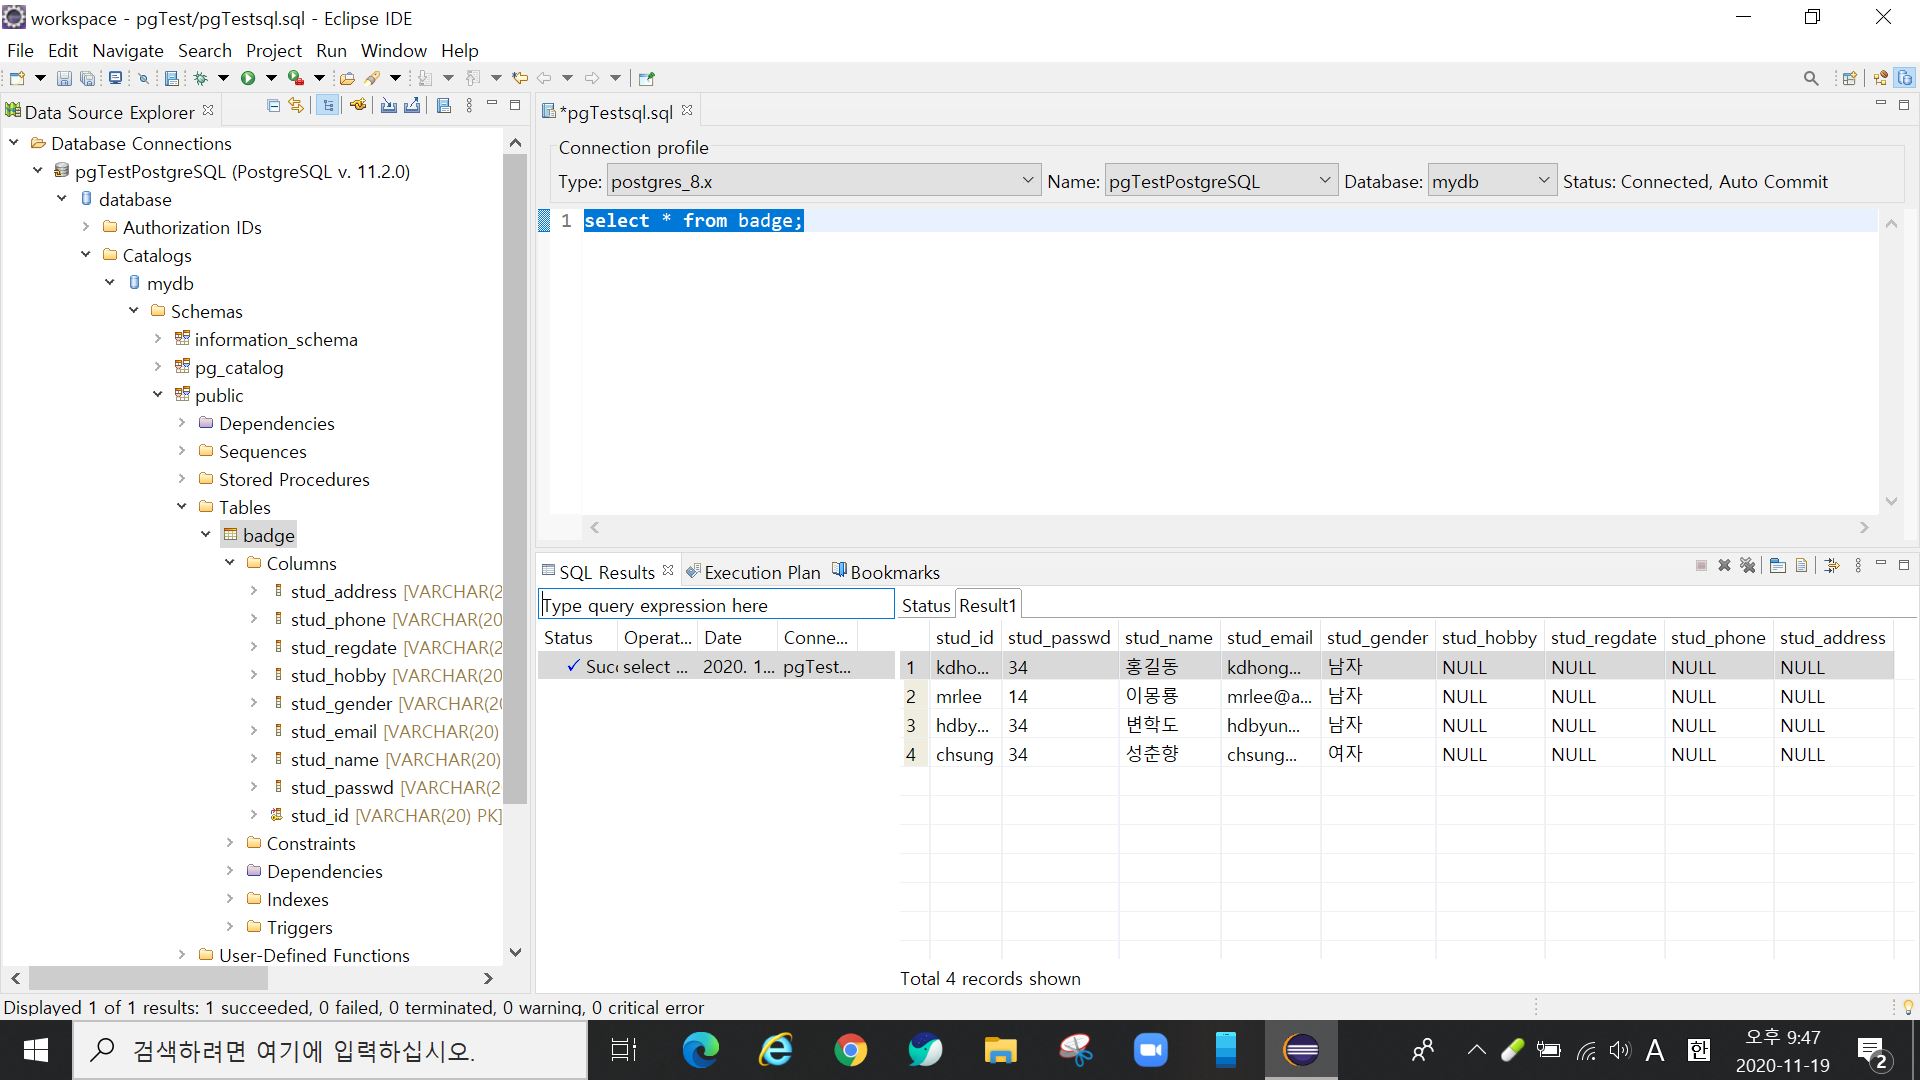 workspace - pgTest/pgTestsql.sql - Eclipse IDE
File Edit Navigate Search Project Run Window Help
Data Source Explorer
Database Connections
pgTestPostgreSQL (PostgreSQL v. 11.2.0)
database
Authorization IDs
Catalogs
mydb
Schemas
information_schema
pg_catalog
public
Dependencies
Sequences
Stored Procedures
Tables
badge
Columns
stud_address [VARCHAR(2
stud_phone [VARCHAR(20
stud_regdate [VARCHAR(2
stud_hobby [VARCHAR(20
stud_gender [VARCHAR(20
stud_email [VARCHAR(20)
stud_name [VARCHAR(20)
stud_passwd [VARCHAR(2
stud_id [VARCHAR(20) PK]
Constraints
Dependencies
Indexes
Triggers
User-Defined Functions
*pgTestsql.sql
Connection profile
Type: postgres_8.x Name: pgTestPostgreSQL Database: mydb Status: Connected, Auto Commit
1 select * from badge;
SQL Results Execution Plan Bookmarks
Type query expression here
Status Operat... Date Conne...
Succ select ... 2020. 1... pgTest...
Status Result1
stud_id stud_passwd stud_name stud_email stud_gender stud_hobby stud_regdate stud_phone stud_address
1 kdho... 34 홍길동 kdhong... 남자 NULL NULL NULL NULL
2 mrlee 14 이몽룡 mrlee@a... 남자 NULL NULL NULL NULL
3 hdby... 34 변학도 hdbyun... 남자 NULL NULL NULL NULL
4 chsung 34 성춘향 chsung... 여자 NULL NULL NULL NULL
Total 4 records shown
Displayed 1 of 1 results: 1 succeeded, 0 failed, 0 terminated, 0 warning, 0 critical error
검색하려면 여기에 입력하십시오.
A 한
오후 9:47
2020-11-19
2